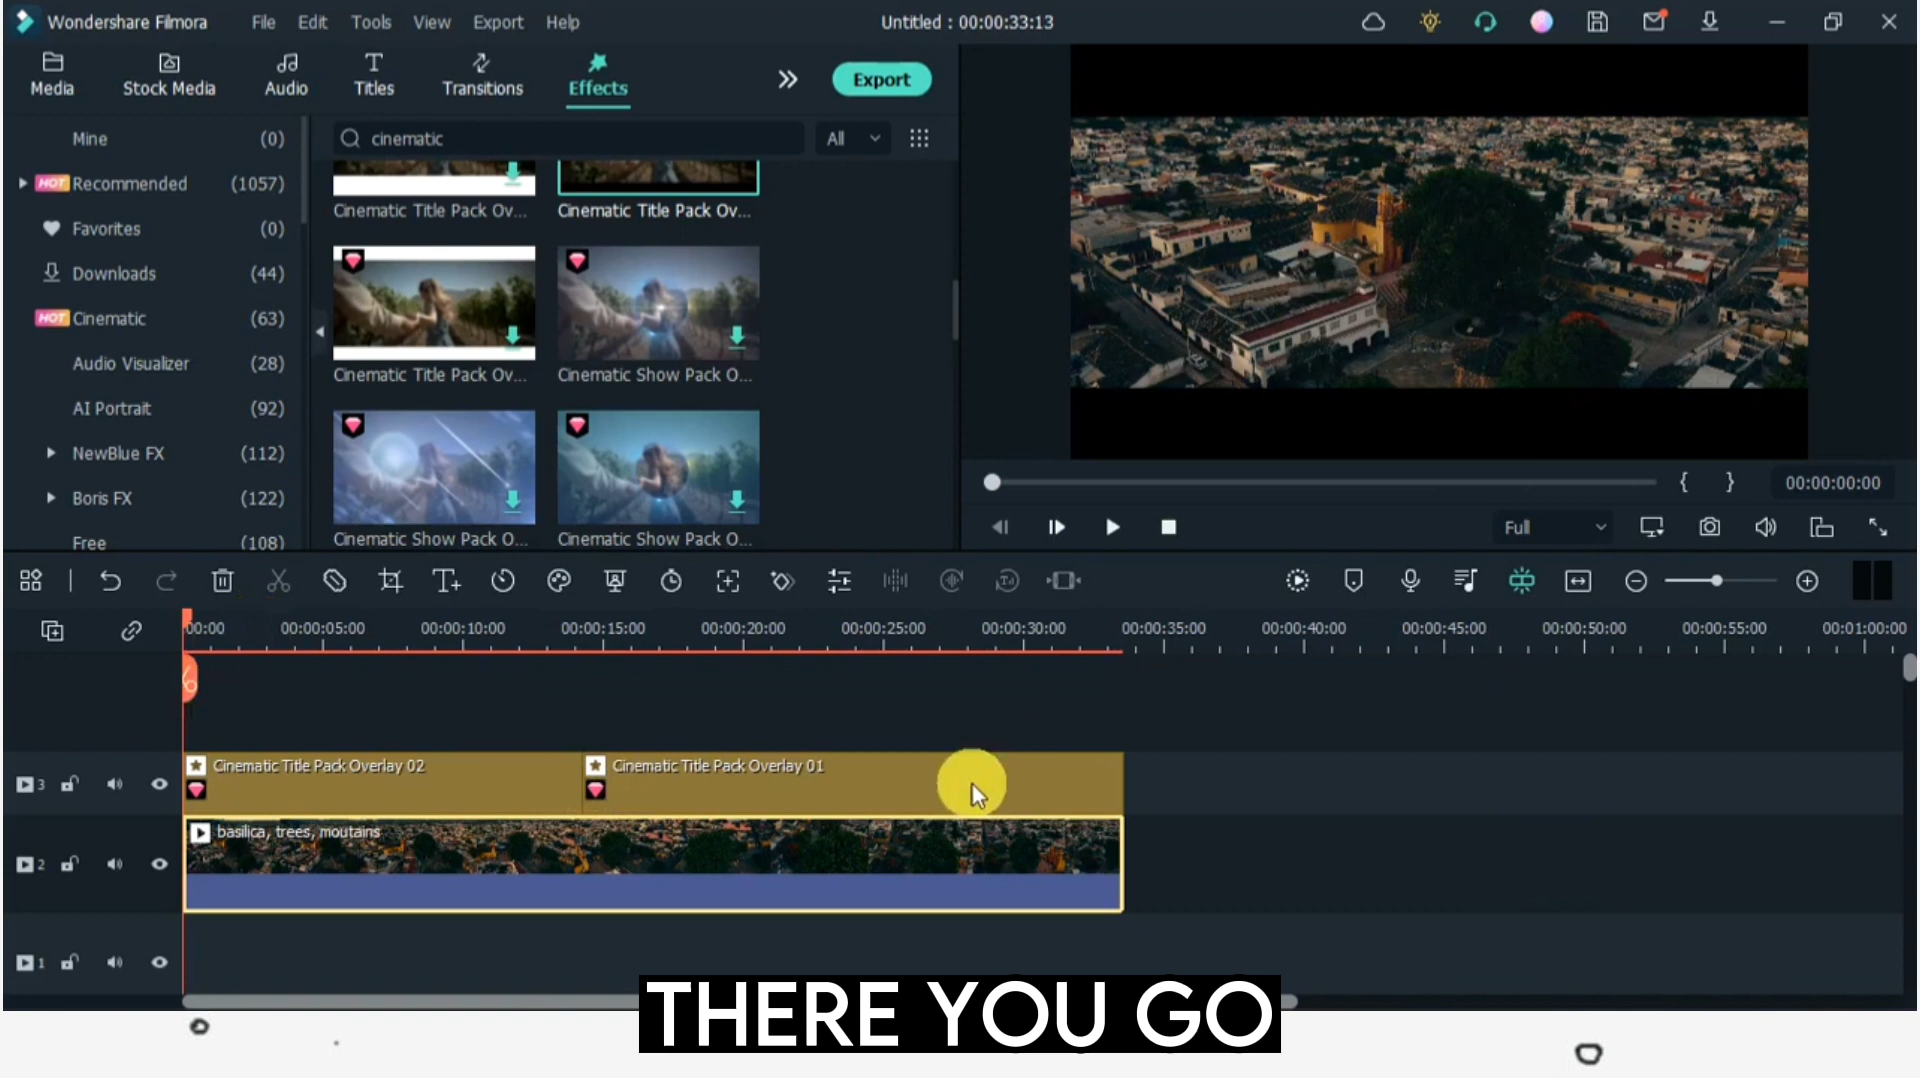 Wondershare Filmora
File Edit Tools View Export Help
Untitled : 00:00:33:13
Media
Stock Media
Audio
Titles
Transitions
Effects
Export
Mine (0)
HOT Recommended (1057)
Favorites (0)
Downloads (44)
HOT Cinematic (63)
Audio Visualizer (28)
AI Portrait (92)
NewBlue FX (112)
Boris FX (122)
Free (108)
cinematic
All
Cinematic Title Pack Ov...
Cinematic Title Pack Ov...
Cinematic Title Pack Ov...
Cinematic Show Pack O...
Cinematic Show Pack O...
Cinematic Show Pack O...
{ } 00:00:00:00
Full
00:00 00:00:05:00 00:00:10:00 00:00:15:00 00:00:20:00 00:00:25:00 00:00:30:00 00:00:35:00 00:00:40:00 00:00:45:00 00:00:50:00 00:00:55:00 00:01:00:00
3
Cinematic Title Pack Overlay 02
Cinematic Title Pack Overlay 01
2
basilica, trees, moutains
1
THERE YOU GO